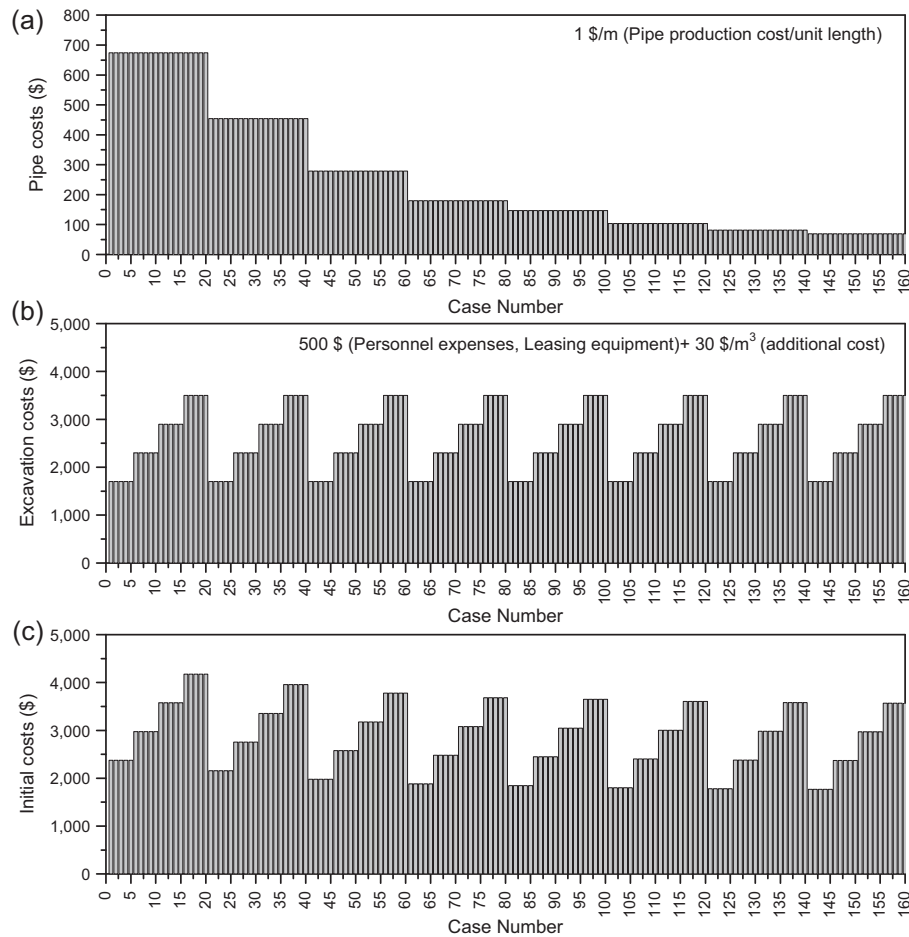 (a)
1 $/m (Pipe production cost/unit length)
Pipe costs ($)
800
700
600
500
400
300
200
100
0
0 5 10 15 20 25 30 35 40 45 50 55 60 65 70 75 80 85 90 95 100 105 110 115 120 125 130 135 140 145 150 155 160
Case Number
(b)
500 $ (Personnel expenses, Leasing equipment)+ 30 $/m³ (additional cost)
Excavation costs ($)
5,000
4,000
3,000
2,000
1,000
0
0 5 10 15 20 25 30 35 40 45 50 55 60 65 70 75 80 85 90 95 100 105 110 115 120 125 130 135 140 145 150 155 160
Case Number
(c)
Initial costs ($)
5,000
4,000
3,000
2,000
1,000
0
0 5 10 15 20 25 30 35 40 45 50 55 60 65 70 75 80 85 90 95 100 105 110 115 120 125 130 135 140 145 150 155 160
Case Number